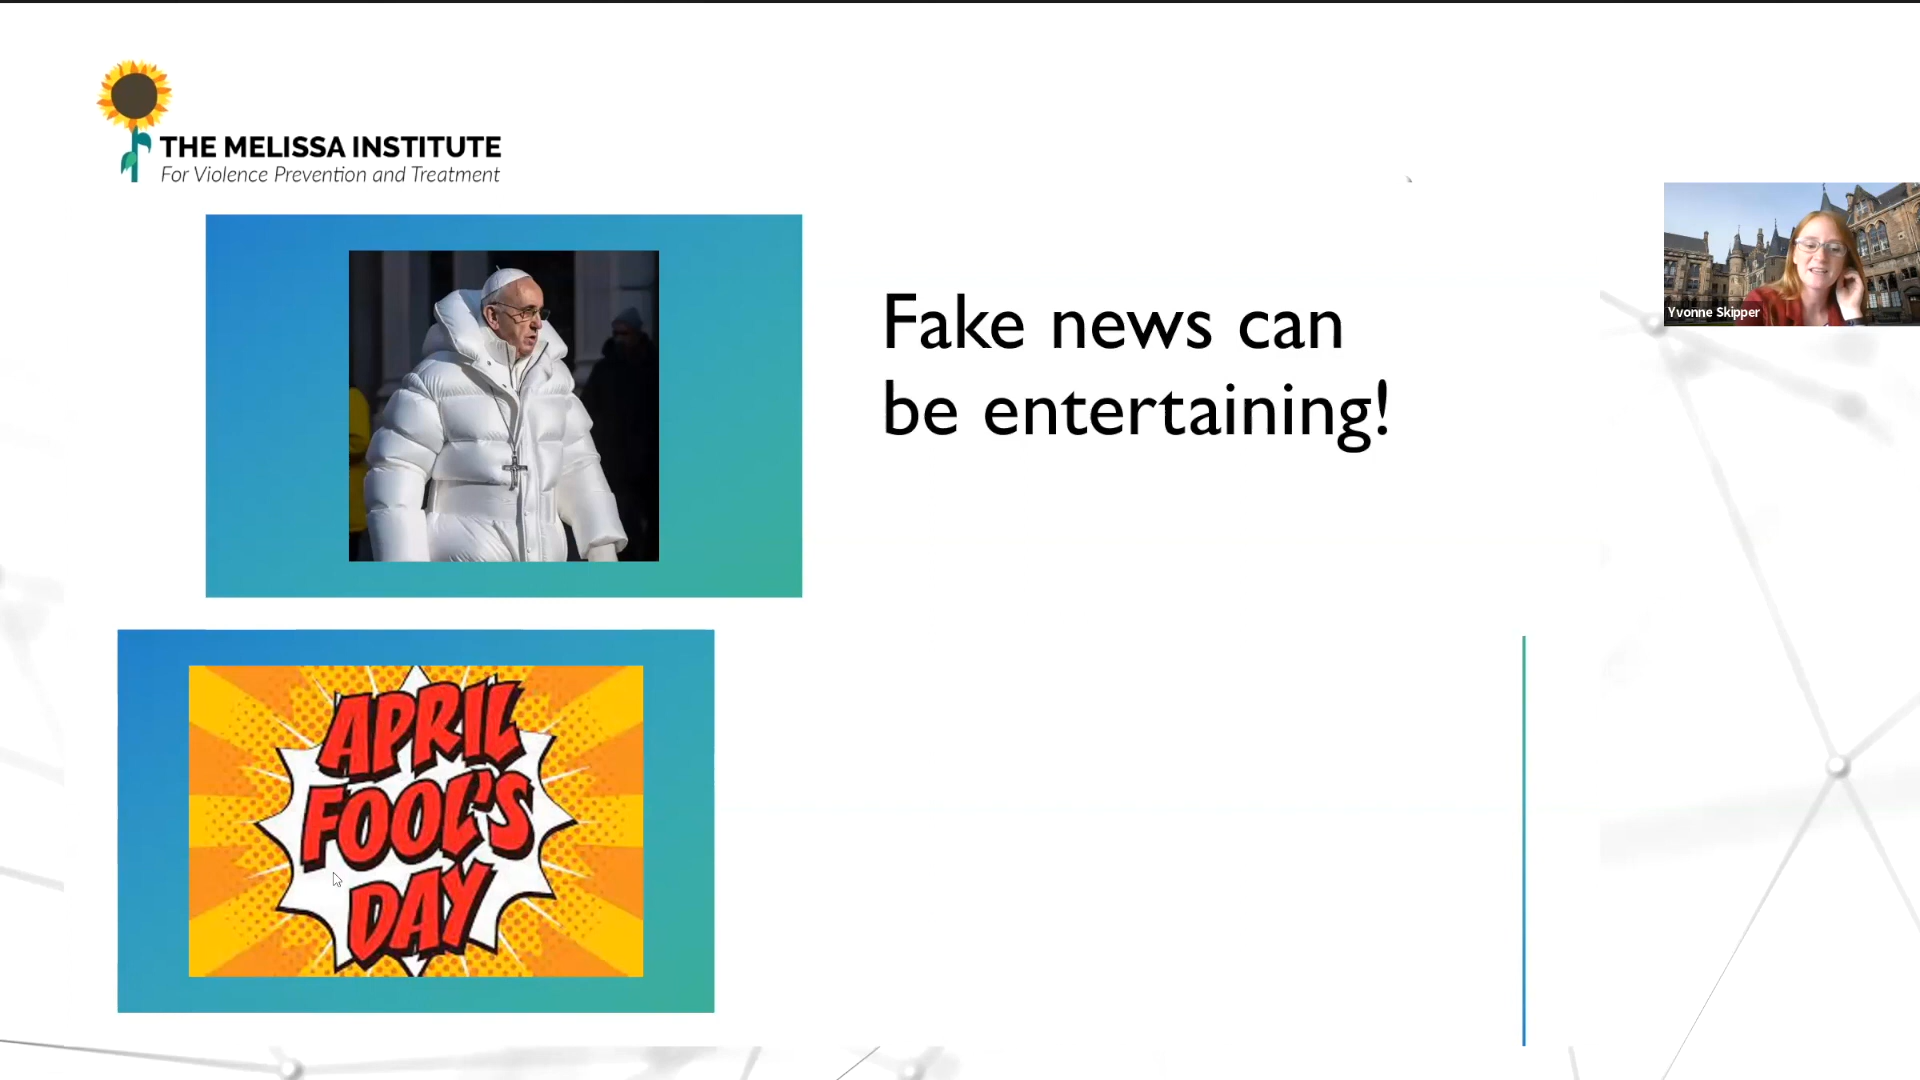 THE MELISSA INSTITUTE
For Violence Prevention and Treatment
Fake news can
be entertaining!
Yvonne Skipper
APRIL
FOOL'S
DAY